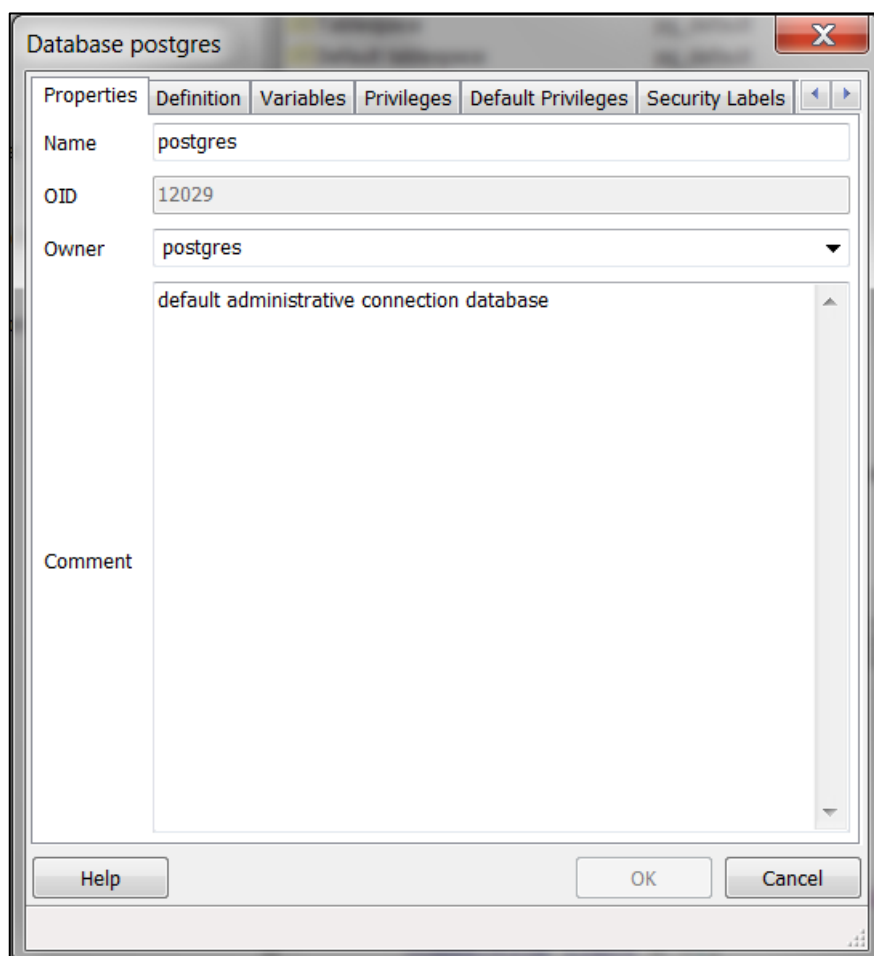 Database postgres
Properties Definition Variables Privileges Default Privileges Security Labels
Name postgres
OID 12029
Owner postgres
default administrative connection database
Comment
Help OK Cancel